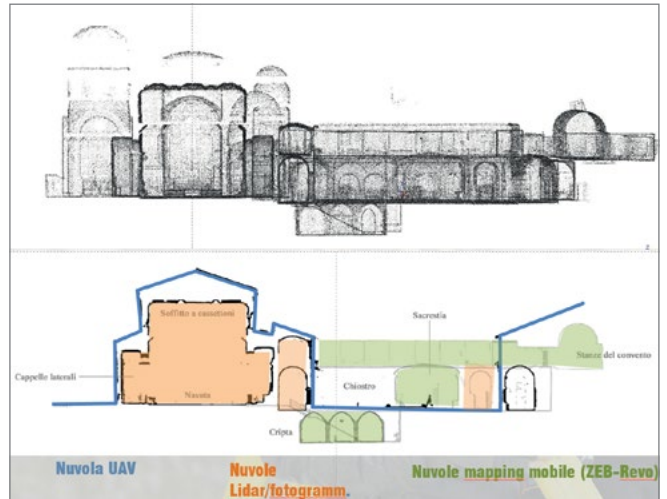 2
Soffitto a cassettoni
Sacrestia
Stanze del convento
Cappelle laterali
Navata
Chiostro
Cripta
Nuvola UAV
Nuvole
Lidar/fotogramm.
Nuvole mapping mobile (ZEB-Revo)